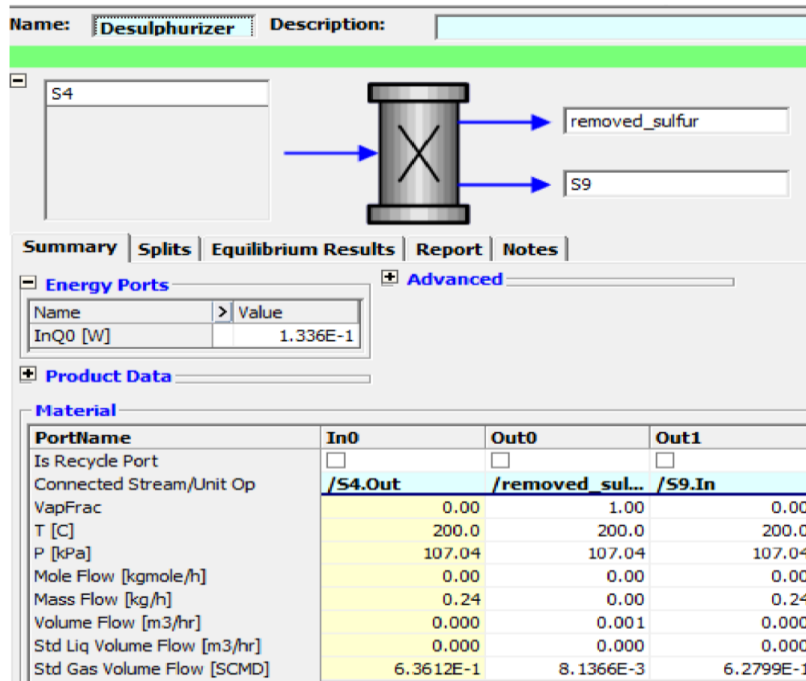 Name: Desulphurizer Description:
S4
removed_sulfur
S9
Summary Splits Equilibrium Results Report Notes
Energy Ports Advanced
Name > Value
InQ0 [W] 1.336E-1
Product Data
Material
PortName In0 Out0 Out1
Is Recycle Port
Connected Stream/Unit Op /S4.Out /removed_sul... /S9.In
VapFrac 0.00 1.00 0.00
T [C] 200.0 200.0 200.0
P [kPa] 107.04 107.04 107.04
Mole Flow [kgmole/h] 0.00 0.00 0.00
Mass Flow [kg/h] 0.24 0.00 0.24
Volume Flow [m3/hr] 0.000 0.001 0.000
Std Liq Volume Flow [m3/hr] 0.000 0.000 0.000
Std Gas Volume Flow [SCMD] 6.3612E-1 8.1366E-3 6.2799E-1